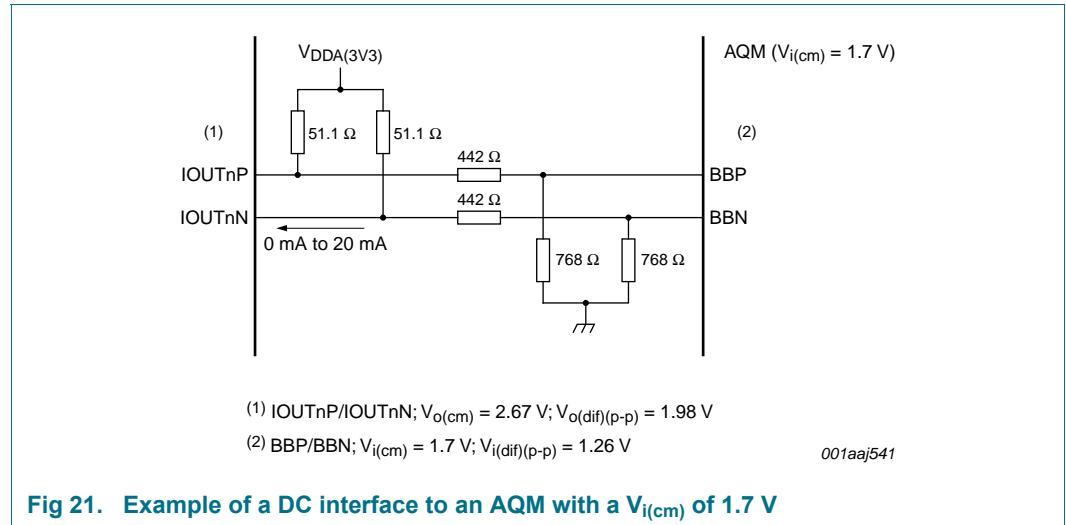 VDDA(3V3)
AQM (Vi(cm) = 1.7 V)
(1)
51.1 Ω
51.1 Ω
(2)
442 Ω
IOUTnP
BBP
442 Ω
IOUTnN
BBN
0 mA to 20 mA
768 Ω
768 Ω
(1) IOUTnP/IOUTnN; Vo(cm) = 2.67 V; Vo(dif)(p-p) = 1.98 V
(2) BBP/BBN; Vi(cm) = 1.7 V; Vi(dif)(p-p) = 1.26 V
001aaj541
Fig 21. Example of a DC interface to an AQM with a Vi(cm) of 1.7 V